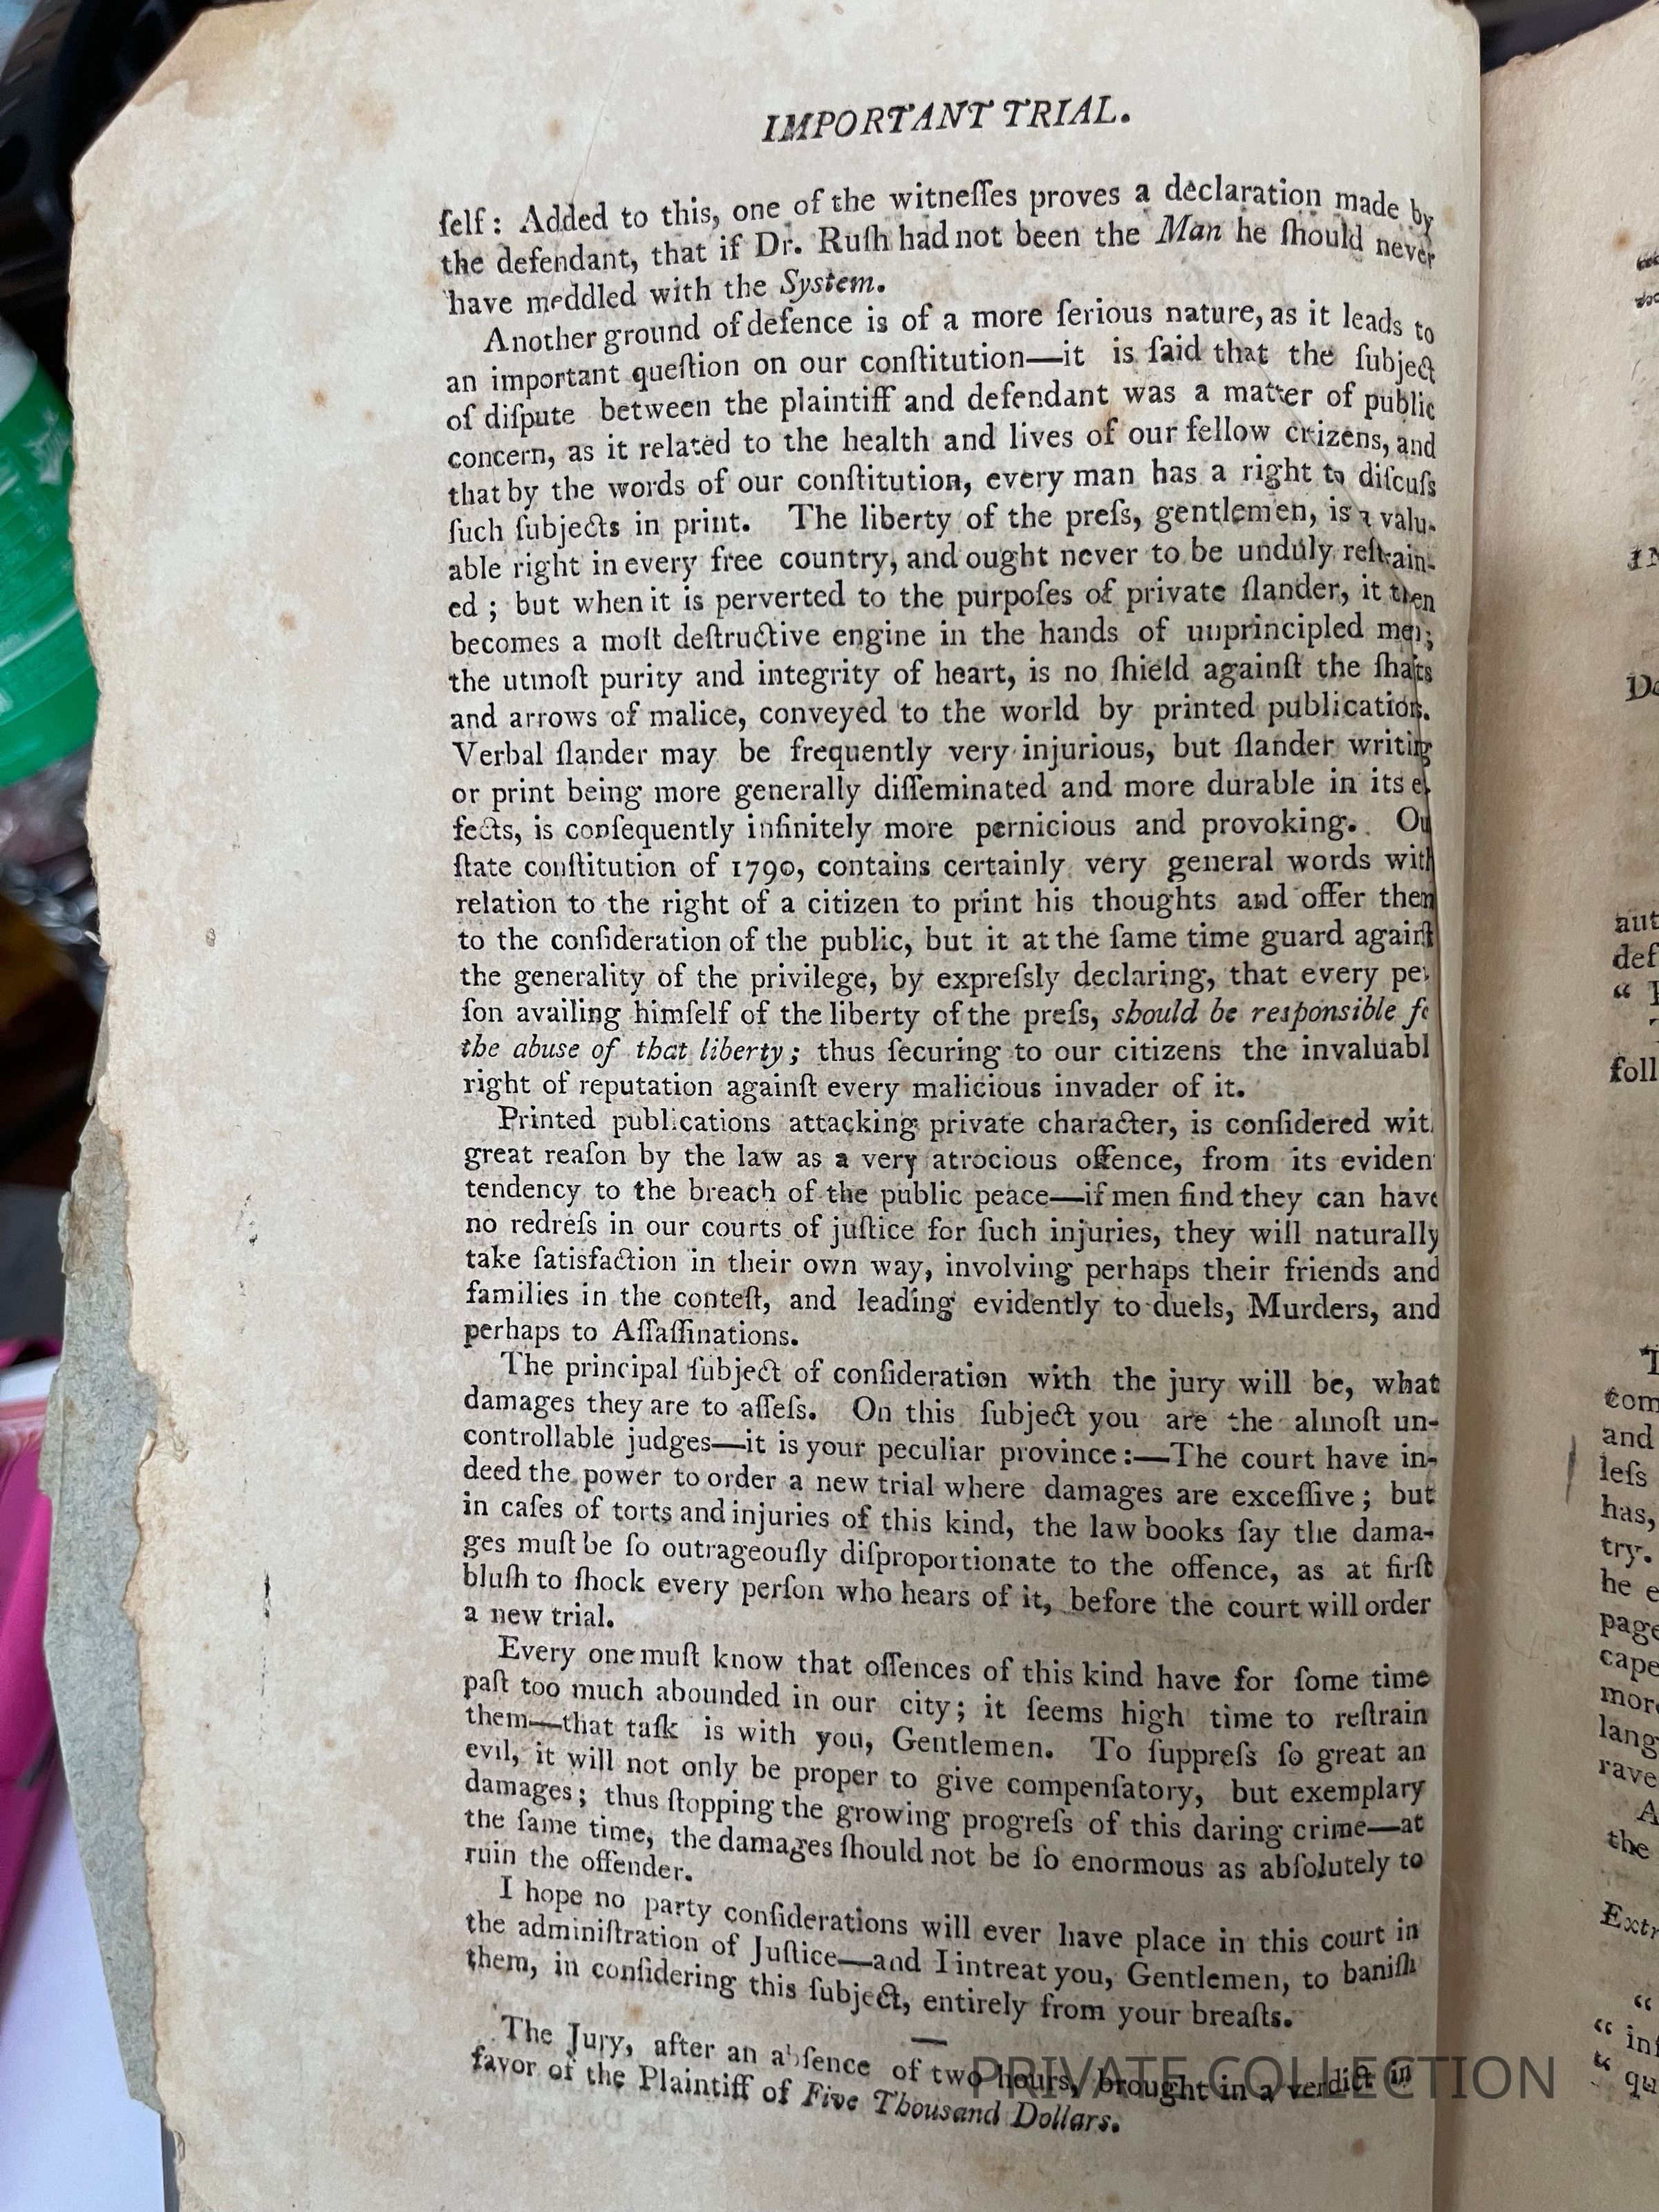 IMPORTANT TRIAL.
ſelf: Added to this, one of the witneſſes proves a declaration made by
the defendant, that if Dr. Ruſh had not been the Man he ſhould never
have meddled with the System.
Another ground of defence is of a more ſerious nature, as it leads to
an important queſtion on our conſtitution—it is ſaid that the ſubject
of diſpute between the plaintiff and defendant was a matter of public
concern, as it related to the health and lives of our fellow citizens, and
that by the words of our conſtitution, every man has a right to diſcuſs
ſuch ſubjects in print. The liberty of the preſs, gentlemen, is a valu-
able right in every free country, and ought never to be unduly reſtrain-
ed; but when it is perverted to the purpoſes of private ſlander, it then
becomes a moſt deſtructive engine in the hands of unprincipled men;
the utmoſt purity and integrity of heart, is no ſhield againſt the ſhafts
and arrows of malice, conveyed to the world by printed publication.
Verbal ſlander may be frequently very injurious, but ſlander writing
or print being more generally diſſeminated and more durable in its e
fects, is conſequently infinitely more pernicious and provoking. Ou
ſtate conſtitution of 1790, contains certainly very general words with
relation to the right of a citizen to print his thoughts and offer them
to the conſideration of the public, but it at the ſame time guard againſt
the generality of the privilege, by expreſsly declaring, that every pe
ſon availing himſelf of the liberty of the preſs, should be responsible fo
the abuse of that liberty; thus ſecuring to our citizens the invaluabl
right of reputation againſt every malicious invader of it.
Printed publications attacking private character, is conſidered wit
great reaſon by the law as a very atrocious offence, from its eviden
tendency to the breach of the public peace—if men find they can have
no redreſs in our courts of juſtice for ſuch injuries, they will naturally
take ſatisfaction in their own way, involving perhaps their friends and
families in the conteſt, and leading evidently to duels, Murders, and
perhaps to Aſſaſſinations.
The principal ſubject of conſideration with the jury will be, what
damages they are to aſſeſs. On this ſubject you are the almoſt un-
controllable judges—it is your peculiar province:—The court have in-
deed the power to order a new trial where damages are exceſſive; but
in caſes of torts and injuries of this kind, the law books ſay the dama-
ges muſt be ſo outrageouſly diſproportionate to the offence, as at firſt
bluſh to ſhock every perſon who hears of it, before the court will order
a new trial.
Every one muſt know that offences of this kind have for ſome time
paſt too much abounded in our city; it ſeems high time to reſtrain
them—that taſk is with you, Gentlemen. To ſuppreſs ſo great an
evil, it will not only be proper to give compenſatory, but exemplary
damages; thus ſtopping the growing progreſs of this daring crime—at
the ſame time, the damages ſhould not be ſo enormous as abſolutely to
ruin the offender.
I hope no party conſiderations will ever have place in this court in
the adminiſtration of Juſtice—and I intreat you, Gentlemen, to baniſh
them, in conſidering this ſubject, entirely from your breaſts.
The Jury, after an abſence of two hours, brought in a verdict in
favor of the Plaintiff of Five Thousand Dollars.
PRIVATE COLLECTION
aut
def
foll
com
and
leſs
has,
try.
he e
page
cape
more
lang
rave
A
the
Extr
“
“ inf
“ qu